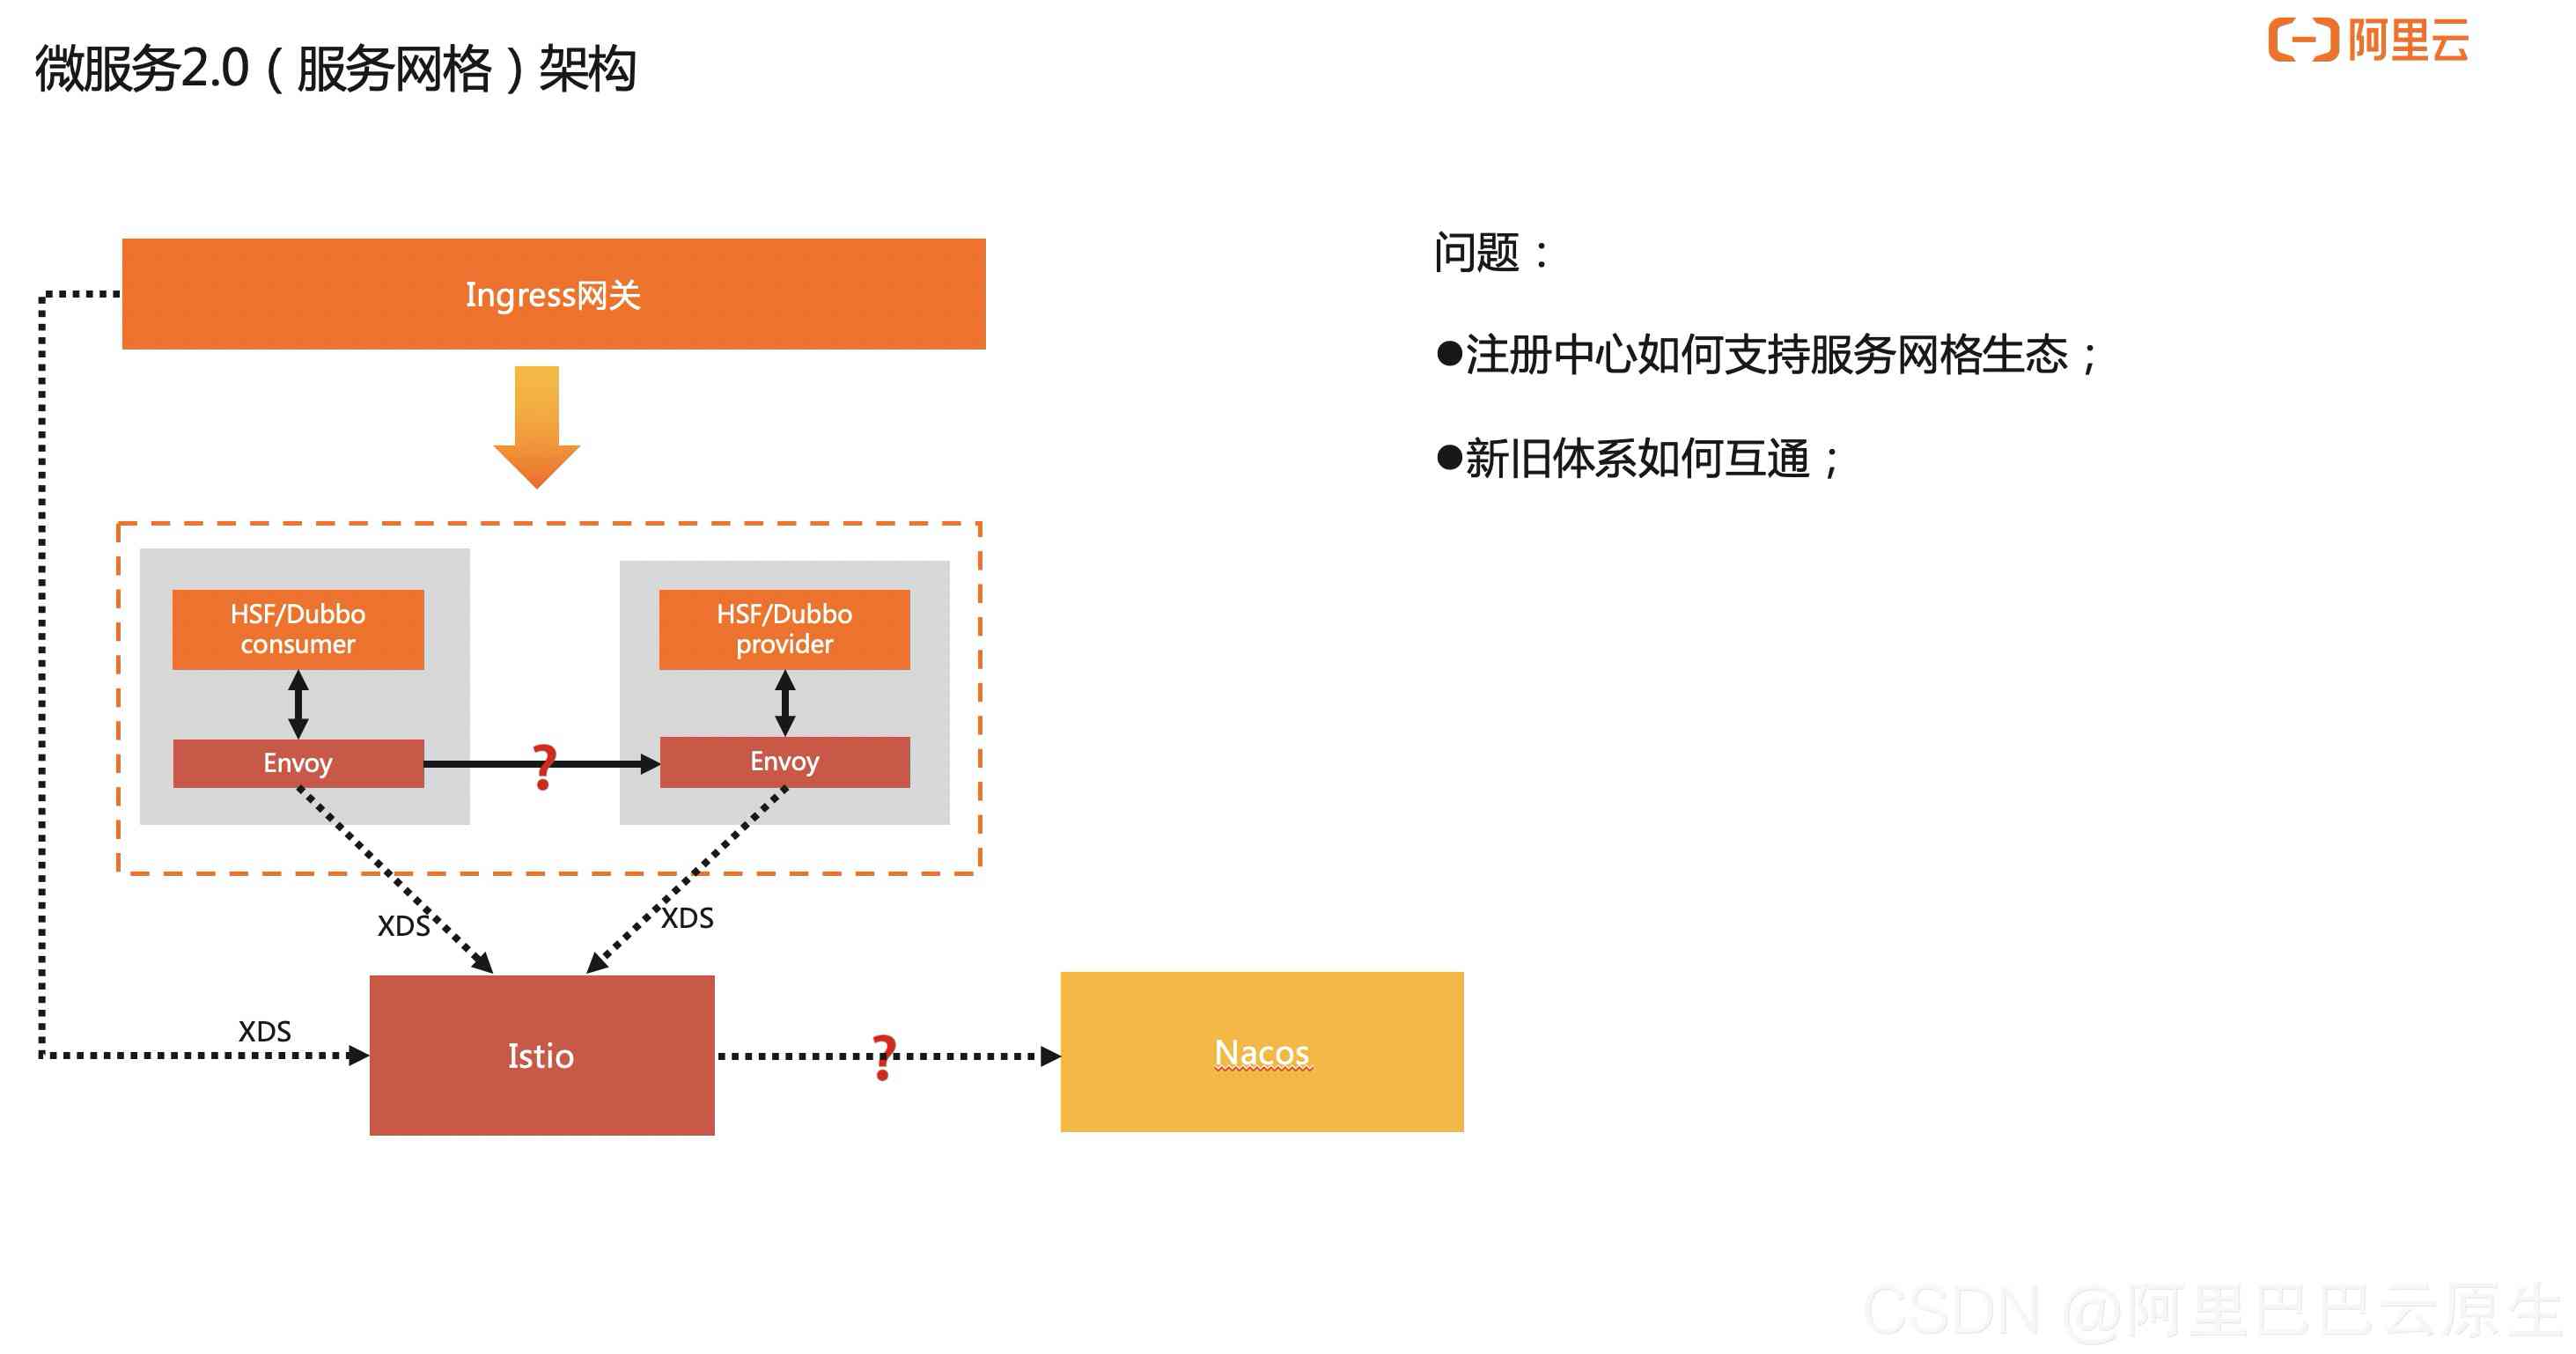 微服务2.0（服务网格）架构
阿里云
Ingress网关
问题：
●注册中心如何支持服务网格生态；
●新旧体系如何互通；
HSF/Dubbo
consumer
HSF/Dubbo
provider
Envoy
?
Envoy
XDS
XDS
XDS
Istio
?
Nacos
CSDN @阿里巴巴云原生